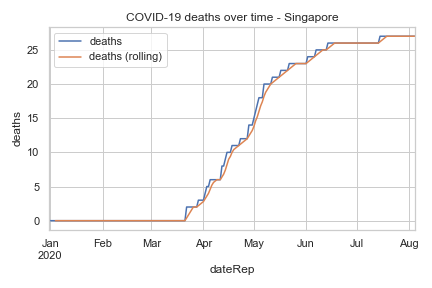 COVID-19 deaths over time - Singapore
deaths
deaths (rolling)
25
20
15
10
5
0
deaths
Jan Feb Mar Apr May Jun Jul Aug
2020
dateRep